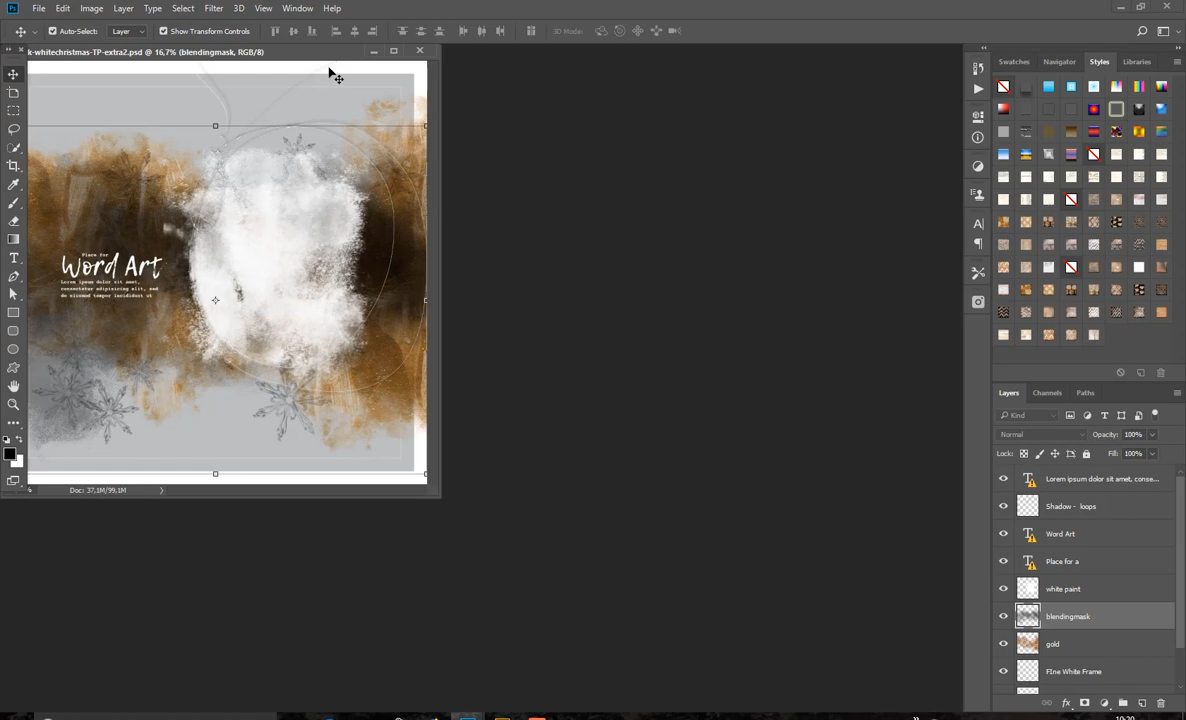 Ps File Edit Image Layer Type Select Filter 3D View Window Help
Auto-Select: Layer Show Transform Controls 3D Mode:
k-whitechristmas-TP-extra2.psd @ 16,7% (blendingmask, RGB/8)
Swatches Navigator Styles Libraries
Place for
Word Art
Lorem ipsum dolor sit amet,
consectetur adipisicing elit, sed
do eiusmod tempor incididunt ut
Layers Channels Paths
Kind
Normal Opacity: 100%
Lock: Fill: 100%
Lorem ipsum dolor sit amet, conse...
Shadow - loops
Word Art
Place for a
white paint
blendingmask
gold
FIne White Frame
Doc: 37,1M/99,1M